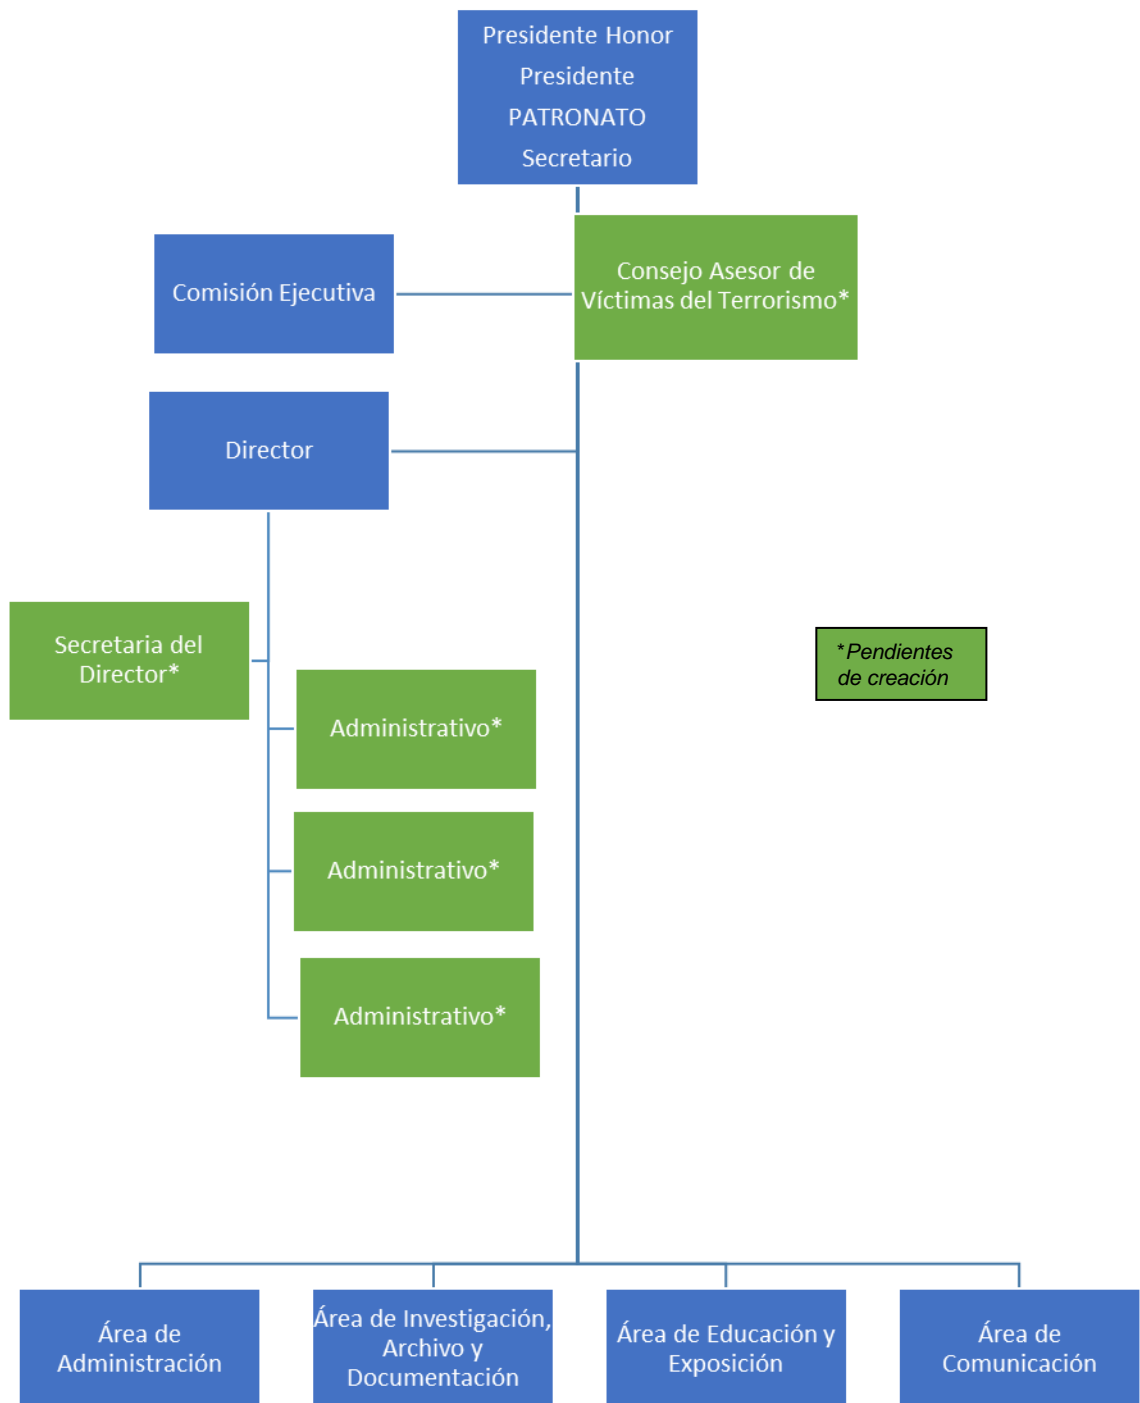 Presidente Honor
Presidente
PATRONATO
Secretario
Consejo Asesor de
Víctimas del Terrorismo*
Comisión Ejecutiva
Director
Secretaria del
Director*
*Pendientes
de creación
Administrativo*
Administrativo*
Administrativo*
Área de
Administración
Área de Investigación,
Archivo y
Documentación
Área de Educación y
Exposición
Área de
Comunicación